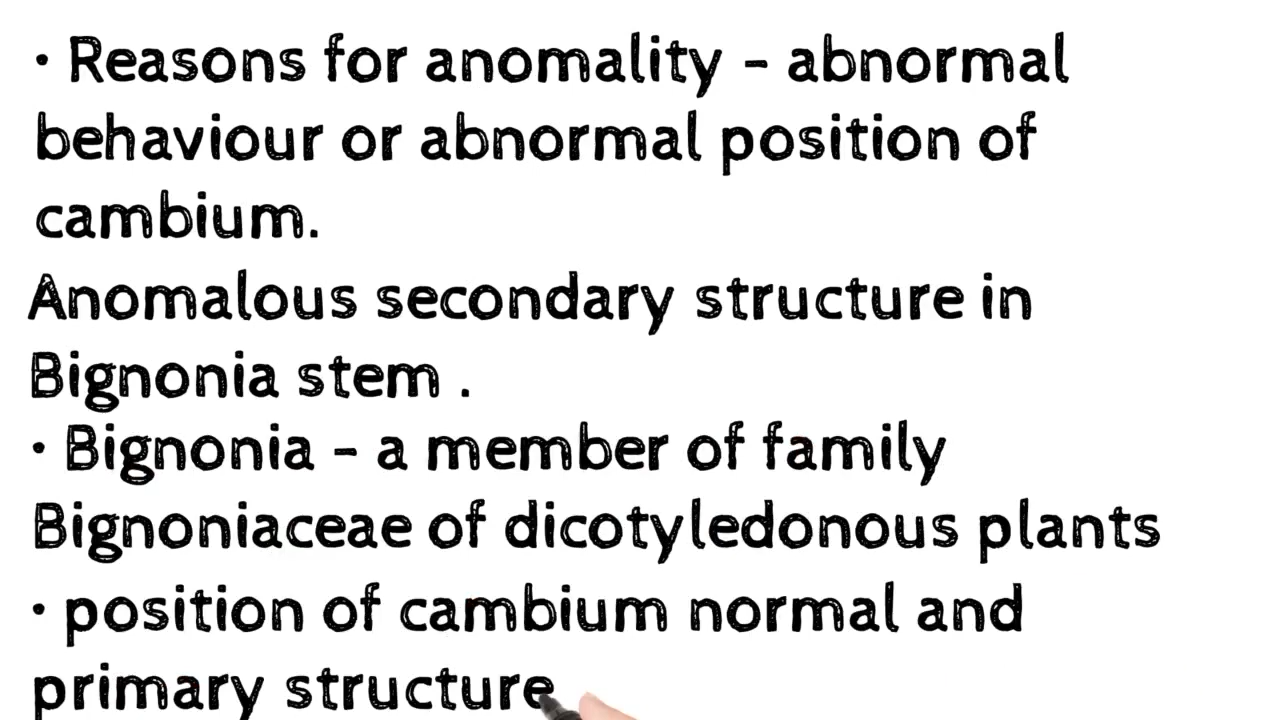 • Reasons for anomality - abnormal
behaviour or abnormal position of
cambium.
Anomalous secondary structure in
Bignonia stem .
• Bignonia - a member of family
Bignoniaceae of dicotyledonous plants
• position of cambium normal and
primary structure